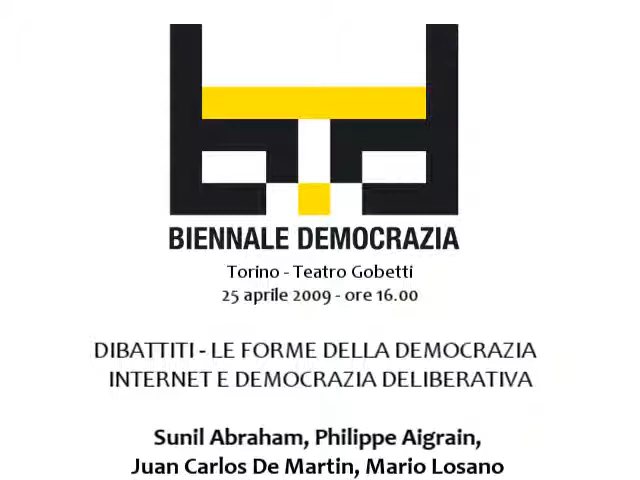 BIENNALE DEMOCRAZIA
Torino - Teatro Gobetti
25 aprile 2009 - ore 16.00
DIBATTITI - LE FORME DELLA DEMOCRAZIA
INTERNET E DEMOCRAZIA DELIBERATIVA
Sunil Abraham, Philippe Aigrain,
Juan Carlos De Martin, Mario Losano